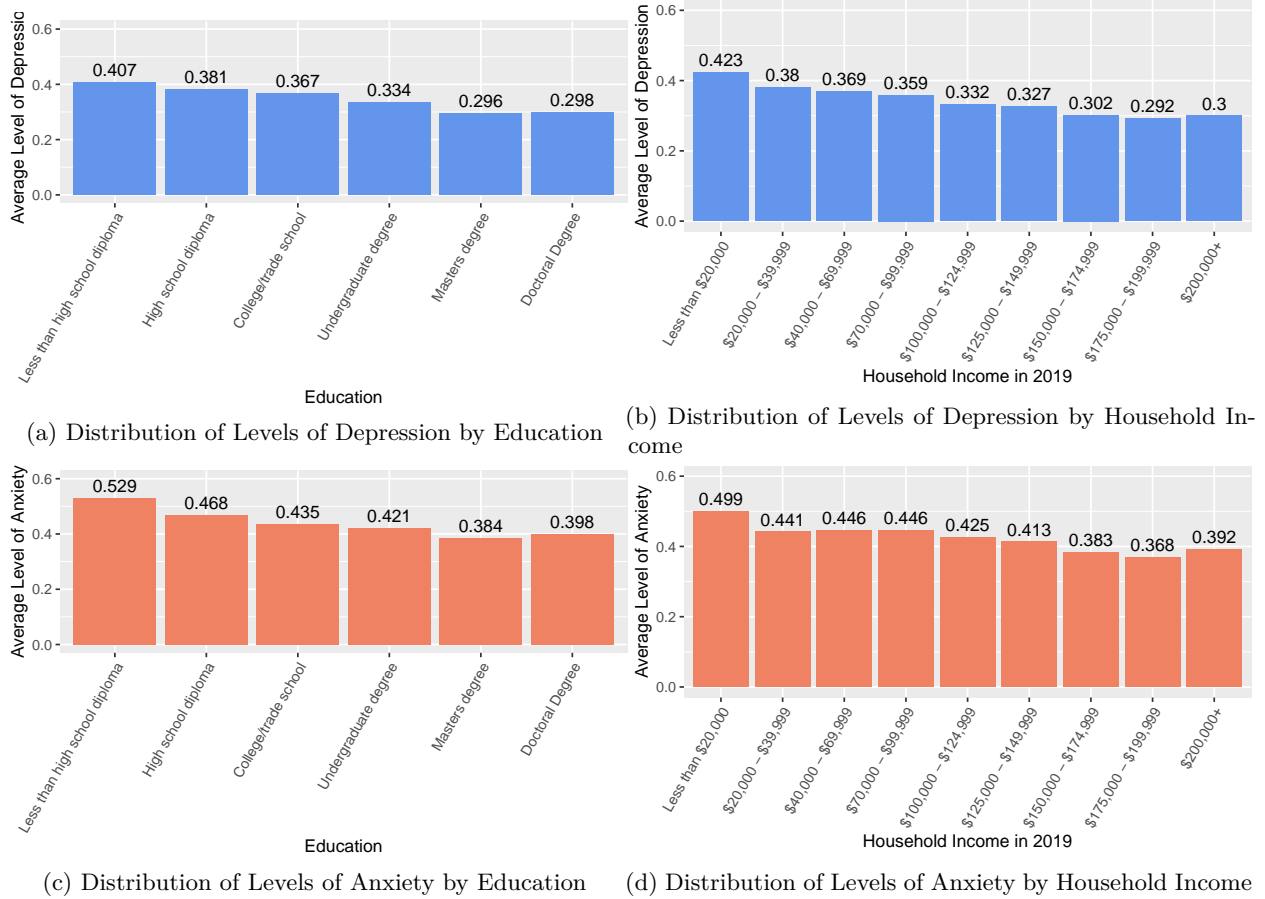 Average Level of Depressic
0.6
0.4
0.2
0.0
0.407
0.381
0.367
0.334
0.296
0.298
Less than high school diploma
High school diploma
College/trade school
Undergraduate degree
Masters degree
Doctoral Degree
Education
(a) Distribution of Levels of Depression by Education
Average Level of Depression
0.6
0.4
0.2
0.0
0.423
0.38
0.369
0.359
0.332
0.327
0.302
0.292
0.3
Less than $20,000
$20,000 – $39,999
$40,000 – $69,999
$70,000 – $99,999
$100,000 – $124,999
$125,000 – $149,999
$150,000 – $174,999
$175,000 – $199,999
$200,000+
Household Income in 2019
(b) Distribution of Levels of Depression by Household In-
come
Average Level of Anxiety
0.6
0.4
0.2
0.0
0.529
0.468
0.435
0.421
0.384
0.398
Less than high school diploma
High school diploma
College/trade school
Undergraduate degree
Masters degree
Doctoral Degree
Education
(c) Distribution of Levels of Anxiety by Education
Average Level of Anxiety
0.6
0.4
0.2
0.0
0.499
0.441
0.446
0.446
0.425
0.413
0.383
0.368
0.392
Less than $20,000
$20,000 – $39,999
$40,000 – $69,999
$70,000 – $99,999
$100,000 – $124,999
$125,000 – $149,999
$150,000 – $174,999
$175,000 – $199,999
$200,000+
Household Income in 2019
(d) Distribution of Levels of Anxiety by Household Income